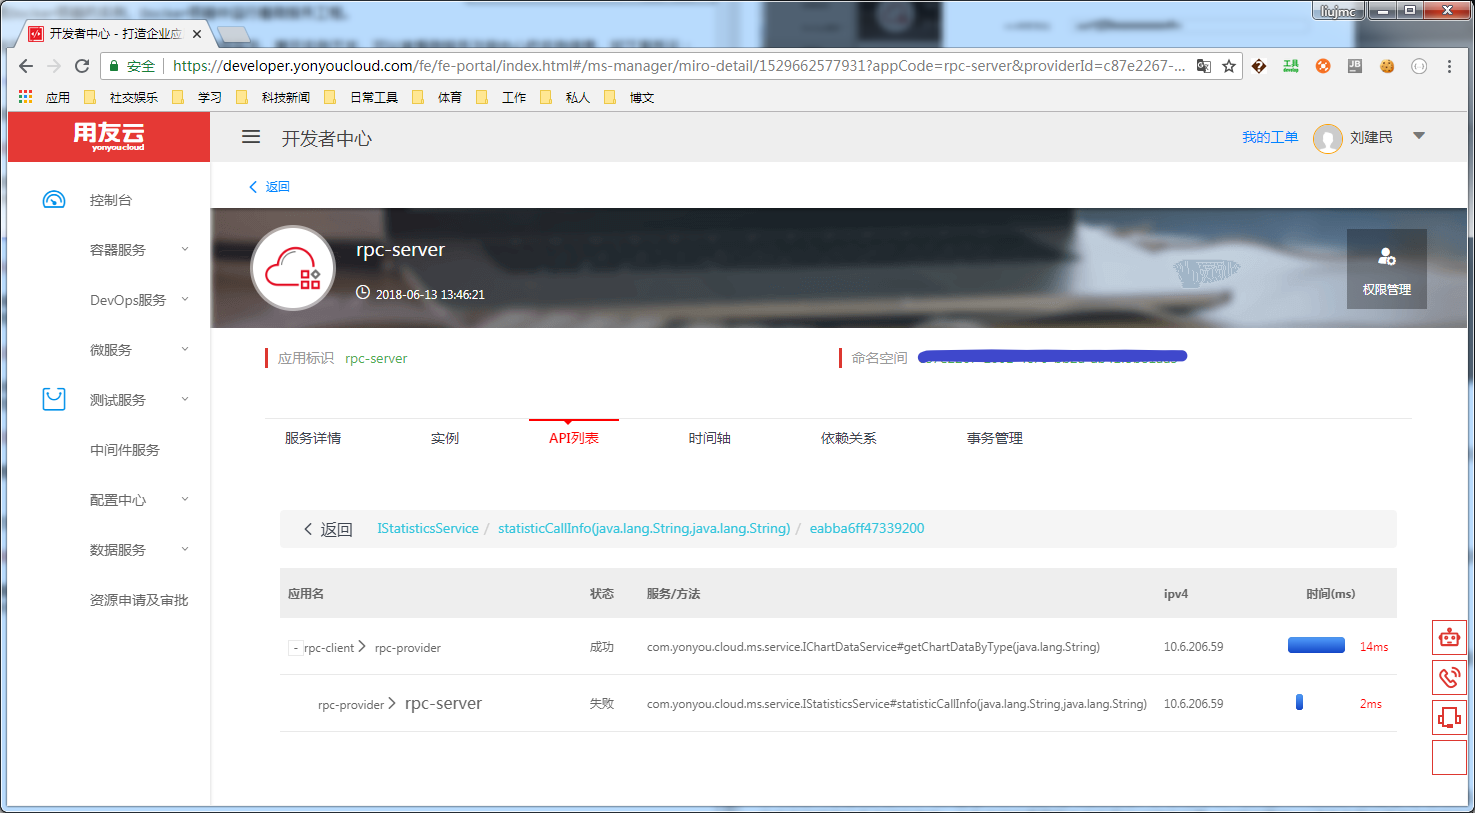 liujmc
开发者中心 - 打造企业应
安全
https://developer.yonyoucloud.com/fe/fe-portal/index.html#/ms-manager/miro-detail/1529662577931?appCode=rpc-server&providerId=c87e2267-...
应用 社交娱乐 学习 科技新闻 日常工具 体育 工作 私人 博文
用友云
yonyoucloud
开发者中心
我的工单 刘建民
控制台
容器服务
DevOps服务
微服务
测试服务
中间件服务
配置中心
数据服务
资源申请及审批
返回
rpc-server
2018-06-13 13:46:21
权限管理
应用标识 rpc-server
命名空间
服务详情 实例 API列表 时间轴 依赖关系 事务管理
返回 IStatisticsService / statisticCallInfo(java.lang.String,java.lang.String) / eabba6ff47339200
应用名 状态 服务/方法 ipv4 时间(ms)
- rpc-client > rpc-provider 成功 com.yonyou.cloud.ms.service.IChartDataService#getChartDataByType(java.lang.String) 10.6.206.59 14ms
rpc-provider > rpc-server 失败 com.yonyou.cloud.ms.service.IStatisticsService#statisticCallInfo(java.lang.String,java.lang.String) 10.6.206.59 2ms